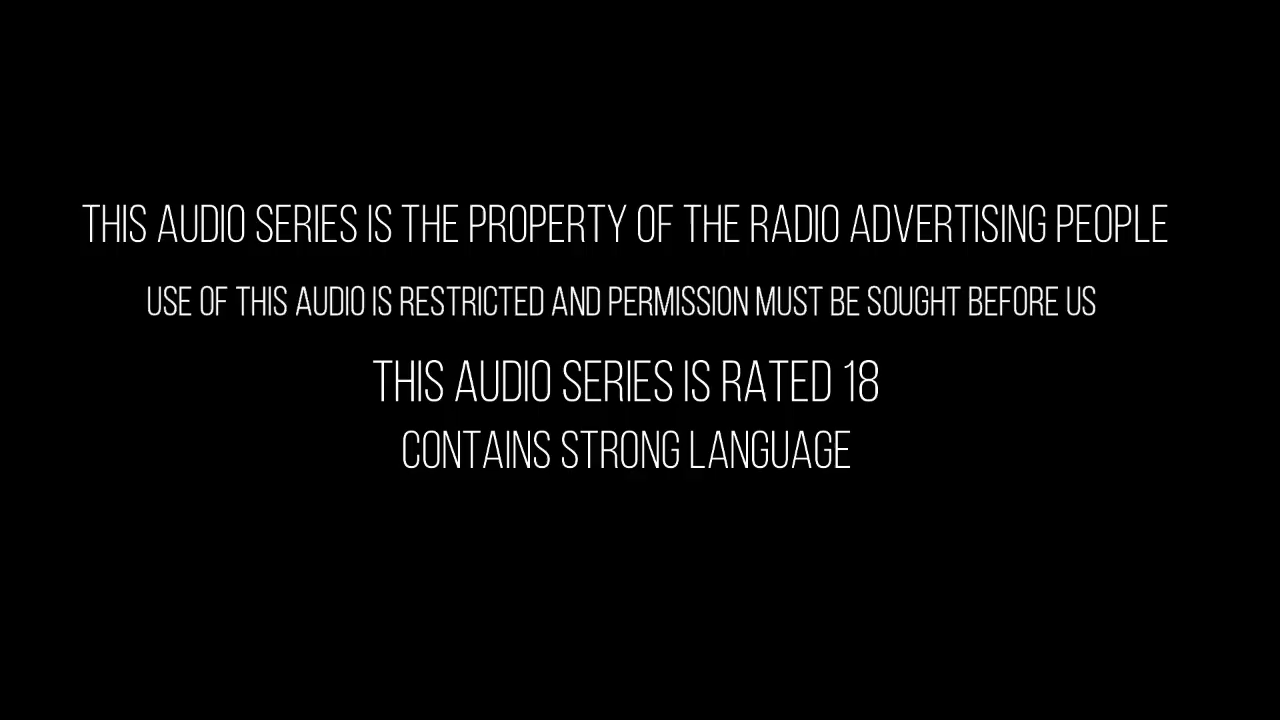 THIS AUDIO SERIES IS THE PROPERTY OF THE RADIO ADVERTISING PEOPLE
USE OF THIS AUDIO IS RESTRICTED AND PERMISSION MUST BE SOUGHT BEFORE US
THIS AUDIO SERIES IS RATED 18
CONTAINS STRONG LANGUAGE